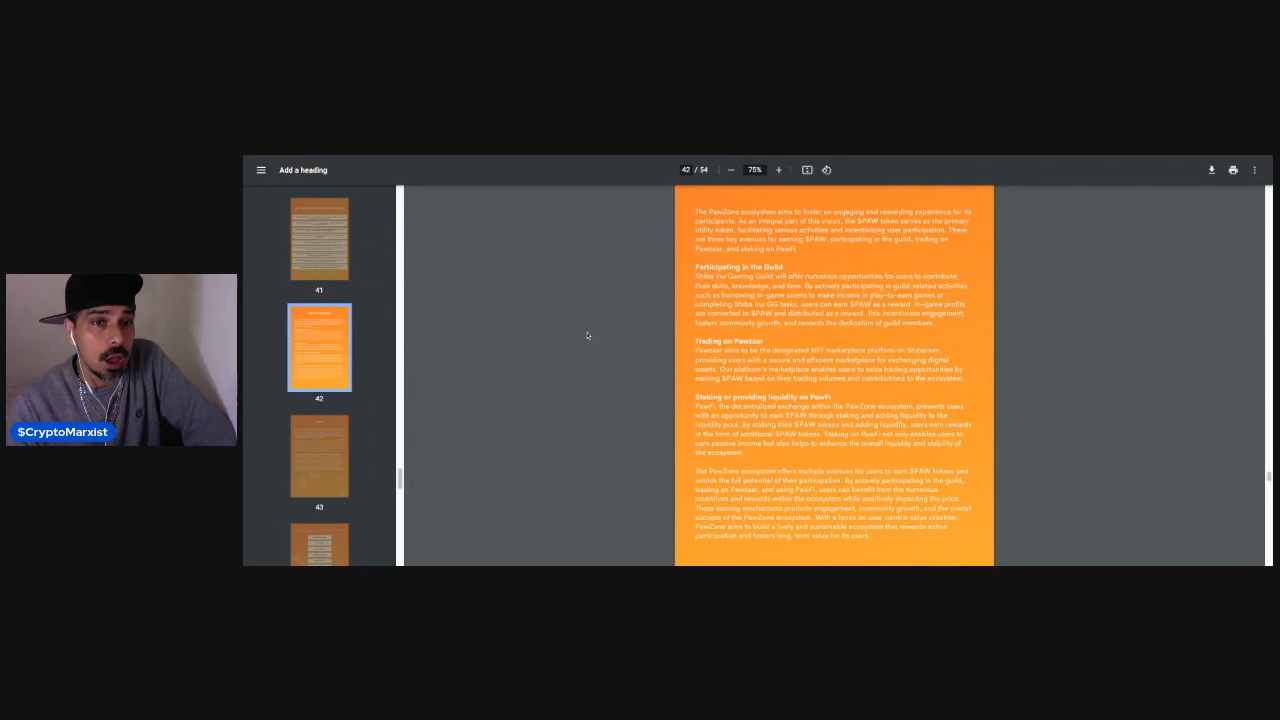 Add a heading
42 / 54
75%
41
42
43
The PawZone ecosystem aims to foster an engaging and rewarding experience for its
participants. As an integral part of this vision, the $PAW token serves as the primary
utility token, facilitating various activities and incentivizing user participation. There
are three key avenues for earning $PAW: participating in the guild, trading on
Pawzaar, and staking on PawFi.
Participating in the Guild
Shiba Inu Gaming Guild will offer numerous opportunities for users to contribute
their skills, knowledge, and time. By actively participating in guild-related activities
such as borrowing in-game assets to make income in play-to-earn games or
completing Shiba Inu GG tasks, users can earn $PAW as a reward. In-game profits
are converted to $PAW and distributed as a reward. This incentivizes engagement,
fosters community growth, and rewards the dedication of guild members.
Trading on Pawzaar
Pawzaar aims to be the designated NFT marketplace platform on Shibarium,
providing users with a secure and efficient marketplace for exchanging digital
assets. Our platform's marketplace enables users to seize trading opportunities by
earning $PAW based on their trading volumes and contributions to the ecosystem.
Staking or providing liquidity on PawFi
PawFi, the decentralized exchange within the PawZone ecosystem, presents users
with an opportunity to earn $PAW through staking and adding liquidity to the
liquidity pool. By staking their $PAW tokens and adding liquidity, users earn rewards
in the form of additional $PAW tokens. Staking on PawFi not only enables users to
earn passive income but also helps to enhance the overall liquidity and stability of
the ecosystem.
The PawZone ecosystem offers multiple avenues for users to earn $PAW tokens and
unlock the full potential of their participation. By actively participating in the guild,
trading on Pawzaar, and using PawFi, users can benefit from the numerous
incentives and rewards within the ecosystem while positively impacting the price.
These earning mechanisms promote engagement, community growth, and the overall
success of the PawZone ecosystem. With a focus on user-centric value creation,
PawZone aims to build a lively and sustainable ecosystem that rewards active
participation and fosters long-term value for its users.
$CryptoMarxist